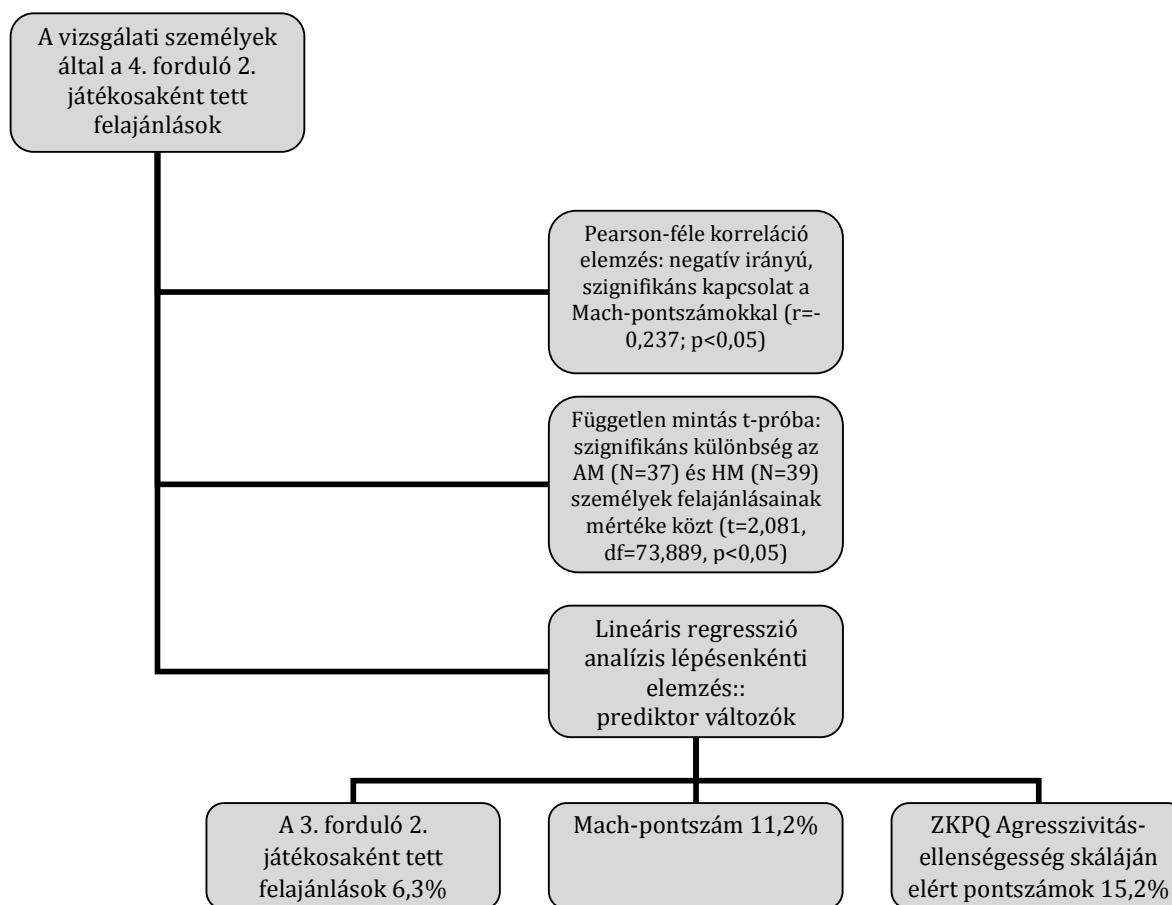 A vizsgálati személyek
által a 4. forduló 2.
játékosaként tett
felajánlások
Pearson-féle korreláció
elemzés: negatív irányú,
szignifikáns kapcsolat a
Mach-pontszámokkal (r=-
0,237; p<0,05)
Független mintás t-próba:
szignifikáns különbség az
AM (N=37) és HM (N=39)
személyek felajánlásainak
mértéke közt (t=2,081,
df=73,889, p<0,05)
Lineáris regresszió
analízis lépésenkénti
elemzés::
prediktor változók
A 3. forduló 2.
játékosaként tett
felajánlások 6,3%
Mach-pontszám 11,2%
ZKPQ Agresszivitás-
ellenségesség skáláján
elért pontszámok 15,2%